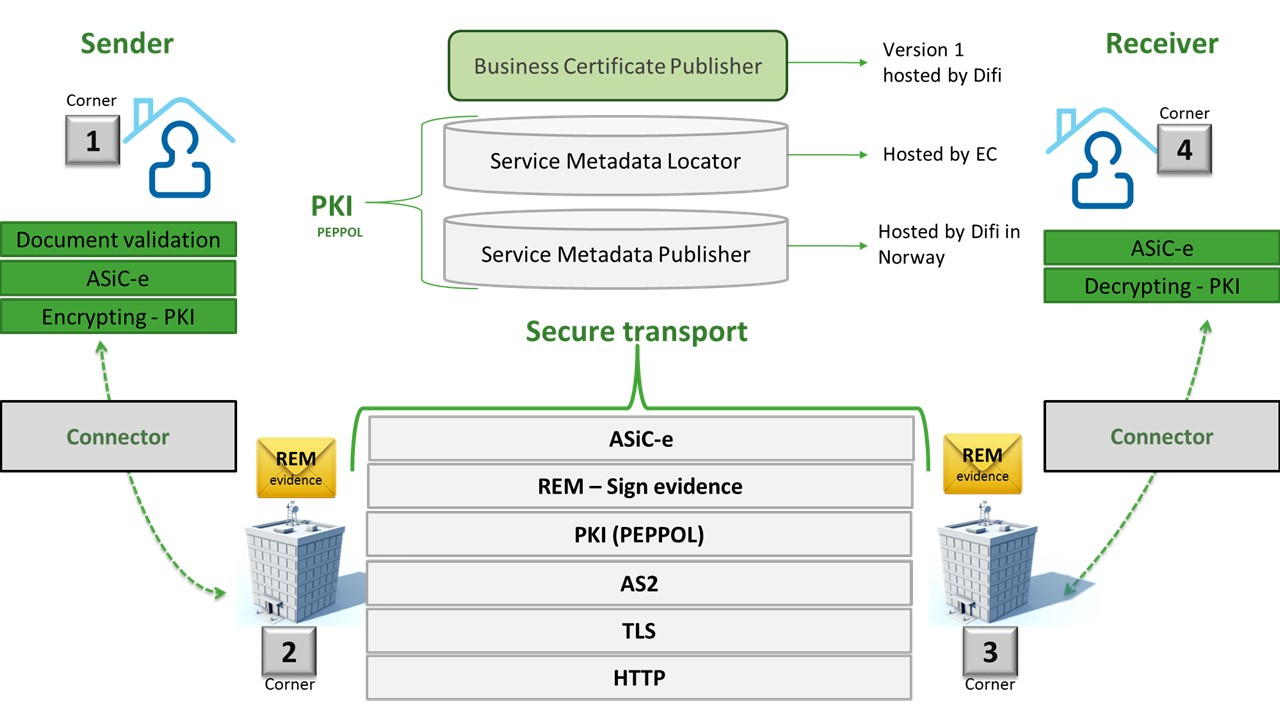 Sender
Corner
1
Document validation
ASiC-e
Encrypting - PKI
Connector
REM
evidence
2
Corner
Business Certificate Publisher
Version 1
hosted by Difi
PKI
PEPPOL
Service Metadata Locator
Hosted by EC
Service Metadata Publisher
Hosted by Difi in
Norway
Secure transport
ASiC-e
REM – Sign evidence
PKI (PEPPOL)
AS2
TLS
HTTP
Receiver
Corner
4
ASiC-e
Decrypting - PKI
Connector
REM
evidence
3
Corner